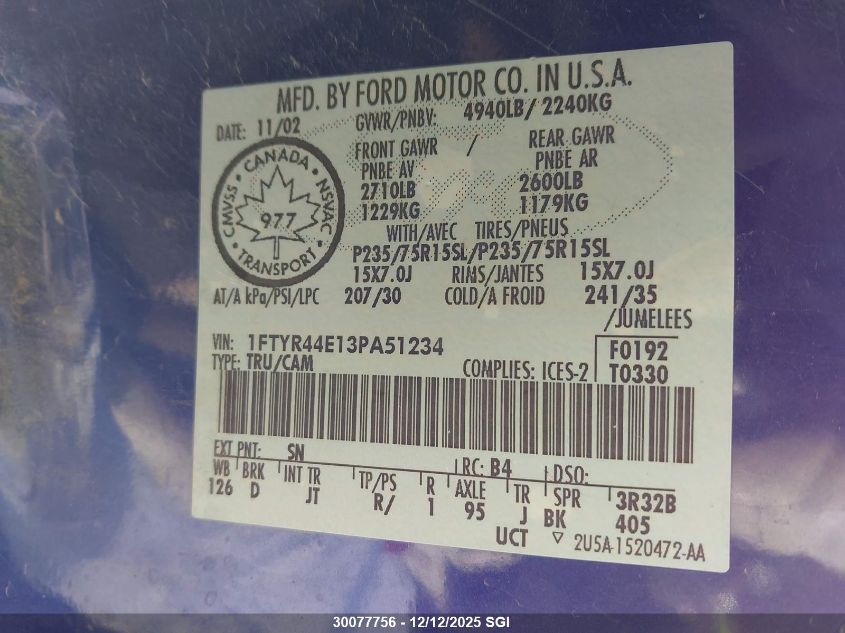 MFD. BY FORD MOTOR CO. IN U.S.A.
DATE: 11/02 GVWR/PNBV: 4940LB/ 2240KG
FRONT GAWR / REAR GAWR
PNBE AV PNBE AR
2710LB 2600LB
1229KG 1179KG
WITH/AVEC TIRES/PNEUS
P235/75R15SL/P235/75R15SL
15X7.0J RIMS/JANTES 15X7.0J
AT/A kPa/PSI/LPC 207/30 COLD/A FROID 241/35
/JUMELEES
CANADA
CMVSS • NSVAC
977
TRANSPORT
VIN: 1FTYR44E13PA51234 F0192
TYPE: TRU/CAM COMPLIES: ICES-2 T0330
EXT PNT: SN RC: B4 DSO:
WB BRK INT TR TP/PS R AXLE TR SPR 3R32B
126 D JT R/ 1 95 J BK 405
UCT ▽ 2U5A-1520472-AA
30077756 - 12/12/2025 SGI